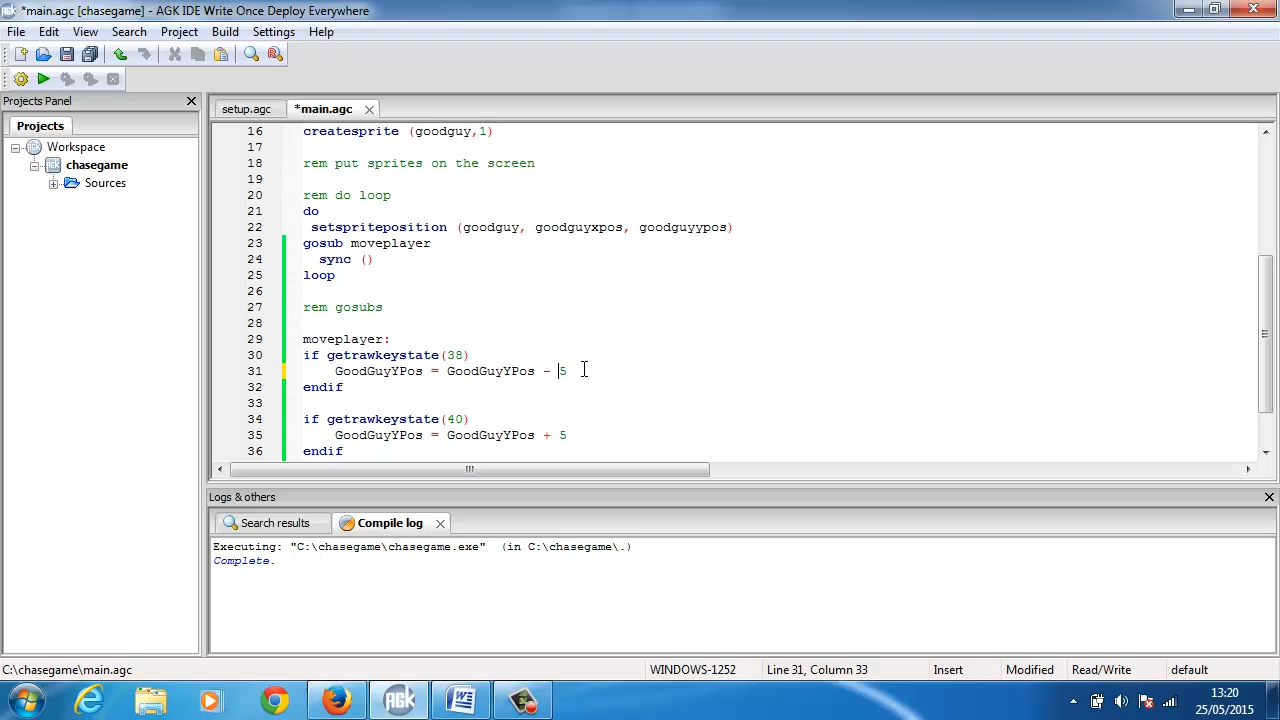 *main.agc [chasegame] - AGK IDE Write Once Deploy Everywhere
File Edit View Search Project Build Settings Help
Projects Panel
setup.agc *main.agc
Projects
Workspace
chasegame
Sources
16 createsprite (goodguy,1)
17
18 rem put sprites on the screen
19
20 rem do loop
21 do
22 setspriteposition (goodguy, goodguyxpos, goodguyypos)
23 gosub moveplayer
24 sync ()
25 loop
26
27 rem gosubs
28
29 moveplayer:
30 if getrawkeystate(38)
31 GoodGuyYPos = GoodGuyYPos - 5
32 endif
33
34 if getrawkeystate(40)
35 GoodGuyYPos = GoodGuyYPos + 5
36 endif
Logs & others
Search results Compile log
Executing: "C:\chasegame\chasegame.exe" (in C:\chasegame\.)
Complete.
C:\chasegame\main.agc WINDOWS-1252 Line 31, Column 33 Insert Modified Read/Write default
AGK
13:20
25/05/2015